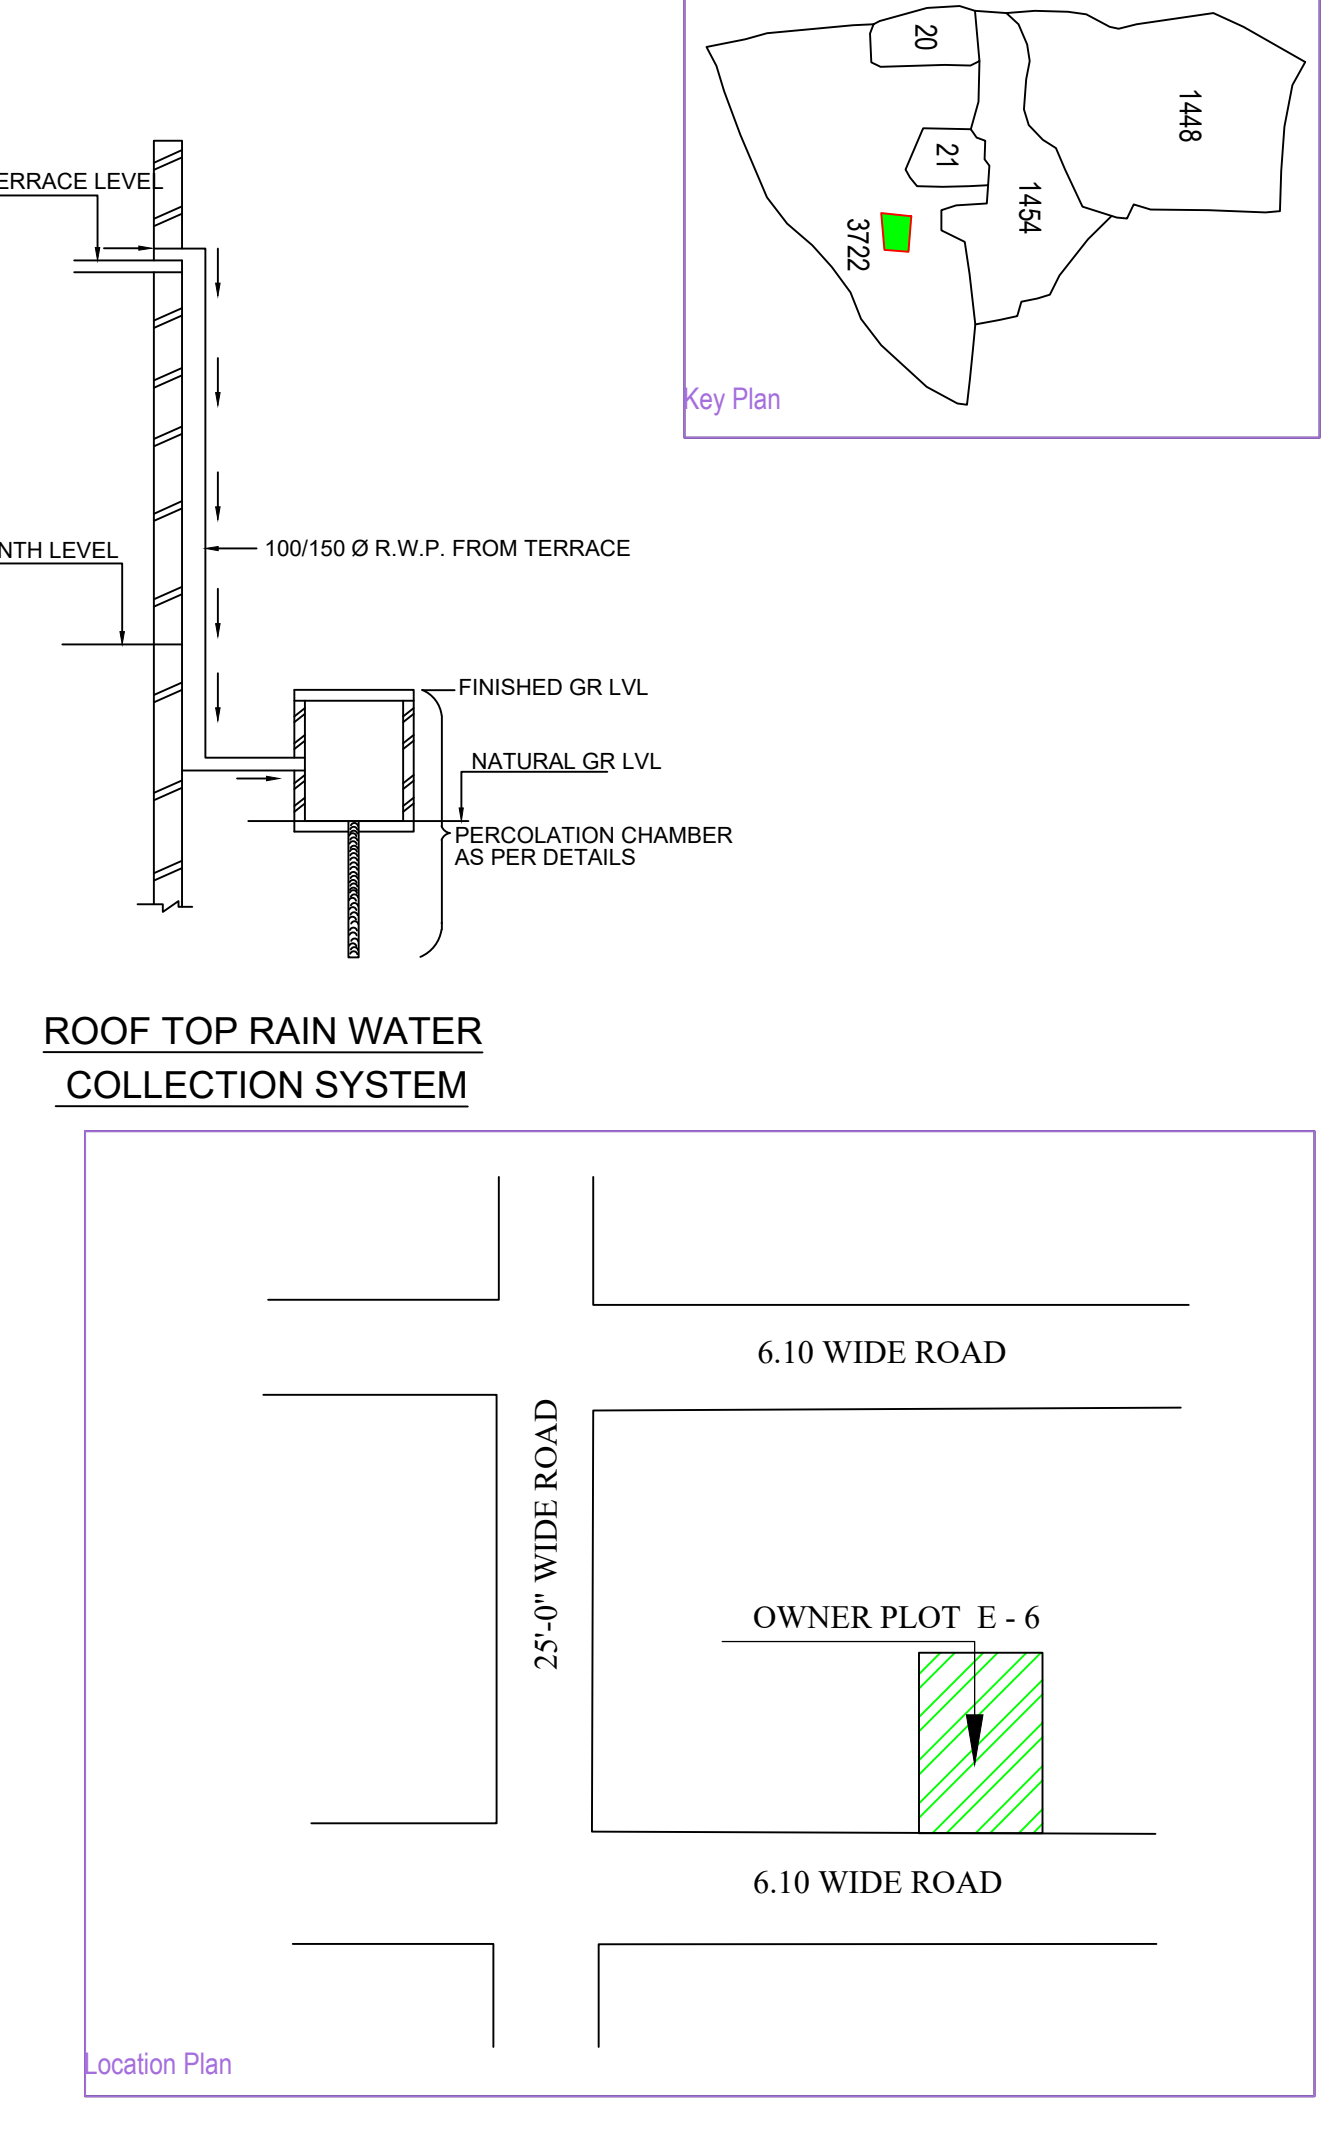 20
1448
21
1454
3722
Key Plan
ERRACE LEVEL
NTH LEVEL
100/150 Ø R.W.P. FROM TERRACE
FINISHED GR LVL
NATURAL GR LVL
PERCOLATION CHAMBER
AS PER DETAILS
ROOF TOP RAIN WATER
COLLECTION SYSTEM
6.10 WIDE ROAD
25'-0" WIDE ROAD
OWNER PLOT E - 6
6.10 WIDE ROAD
Location Plan